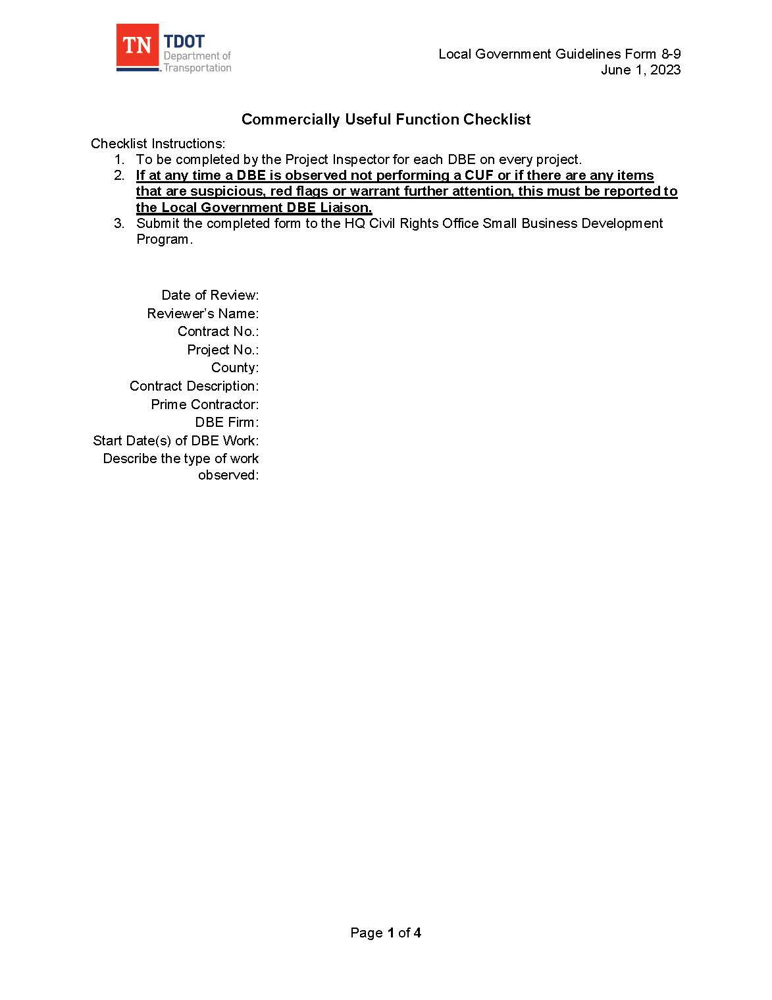 TN TDOT
Department of
Transportation
Local Government Guidelines Form 8-9
June 1, 2023
Commercially Useful Function Checklist
Checklist Instructions:
1. To be completed by the Project Inspector for each DBE on every project.
2. If at any time a DBE is observed not performing a CUF or if there are any items
that are suspicious, red flags or warrant further attention, this must be reported to
the Local Government DBE Liaison.
3. Submit the completed form to the HQ Civil Rights Office Small Business Development
Program.
Date of Review:
Reviewer’s Name:
Contract No.:
Project No.:
County:
Contract Description:
Prime Contractor:
DBE Firm:
Start Date(s) of DBE Work:
Describe the type of work
observed:
Page 1 of 4